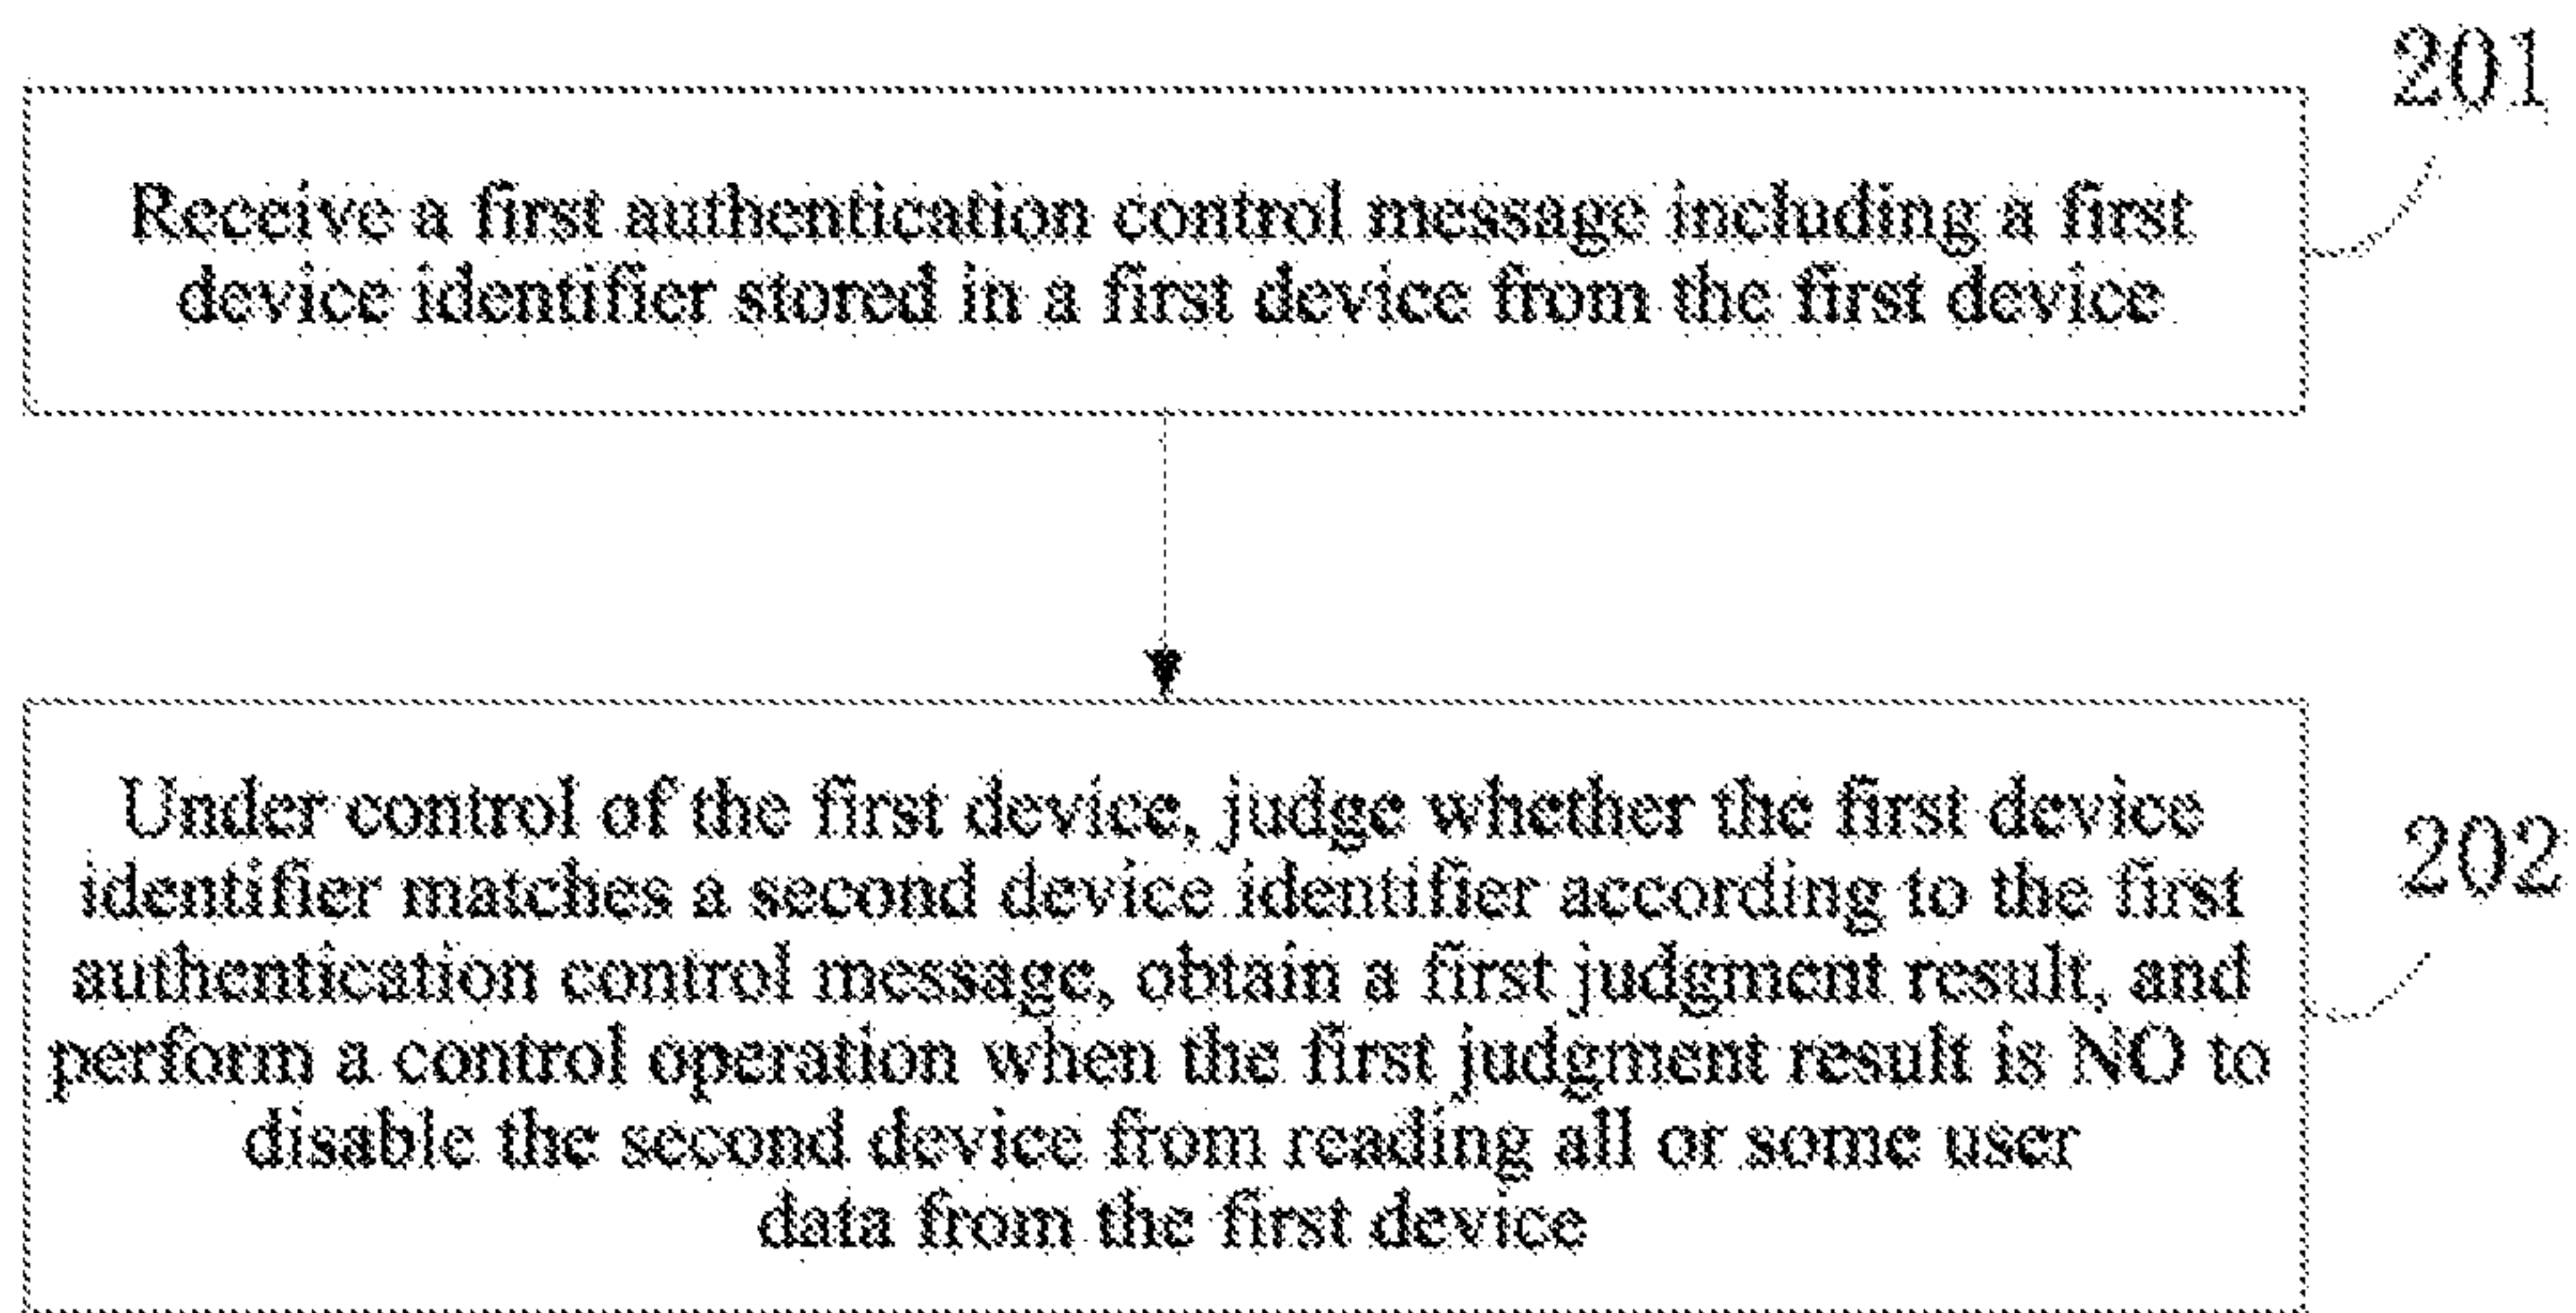 201
Receive a first authentication control message including a first
device identifier stored in a first device from the first device
Under control of the first device, judge whether the first device
identifier matches a second device identifier according to the first
202
authentication control message, obtain a first judgment result, and
perform a control operation when the first judgment result is NO to
disable the second device from reading all or some user
data from the first device